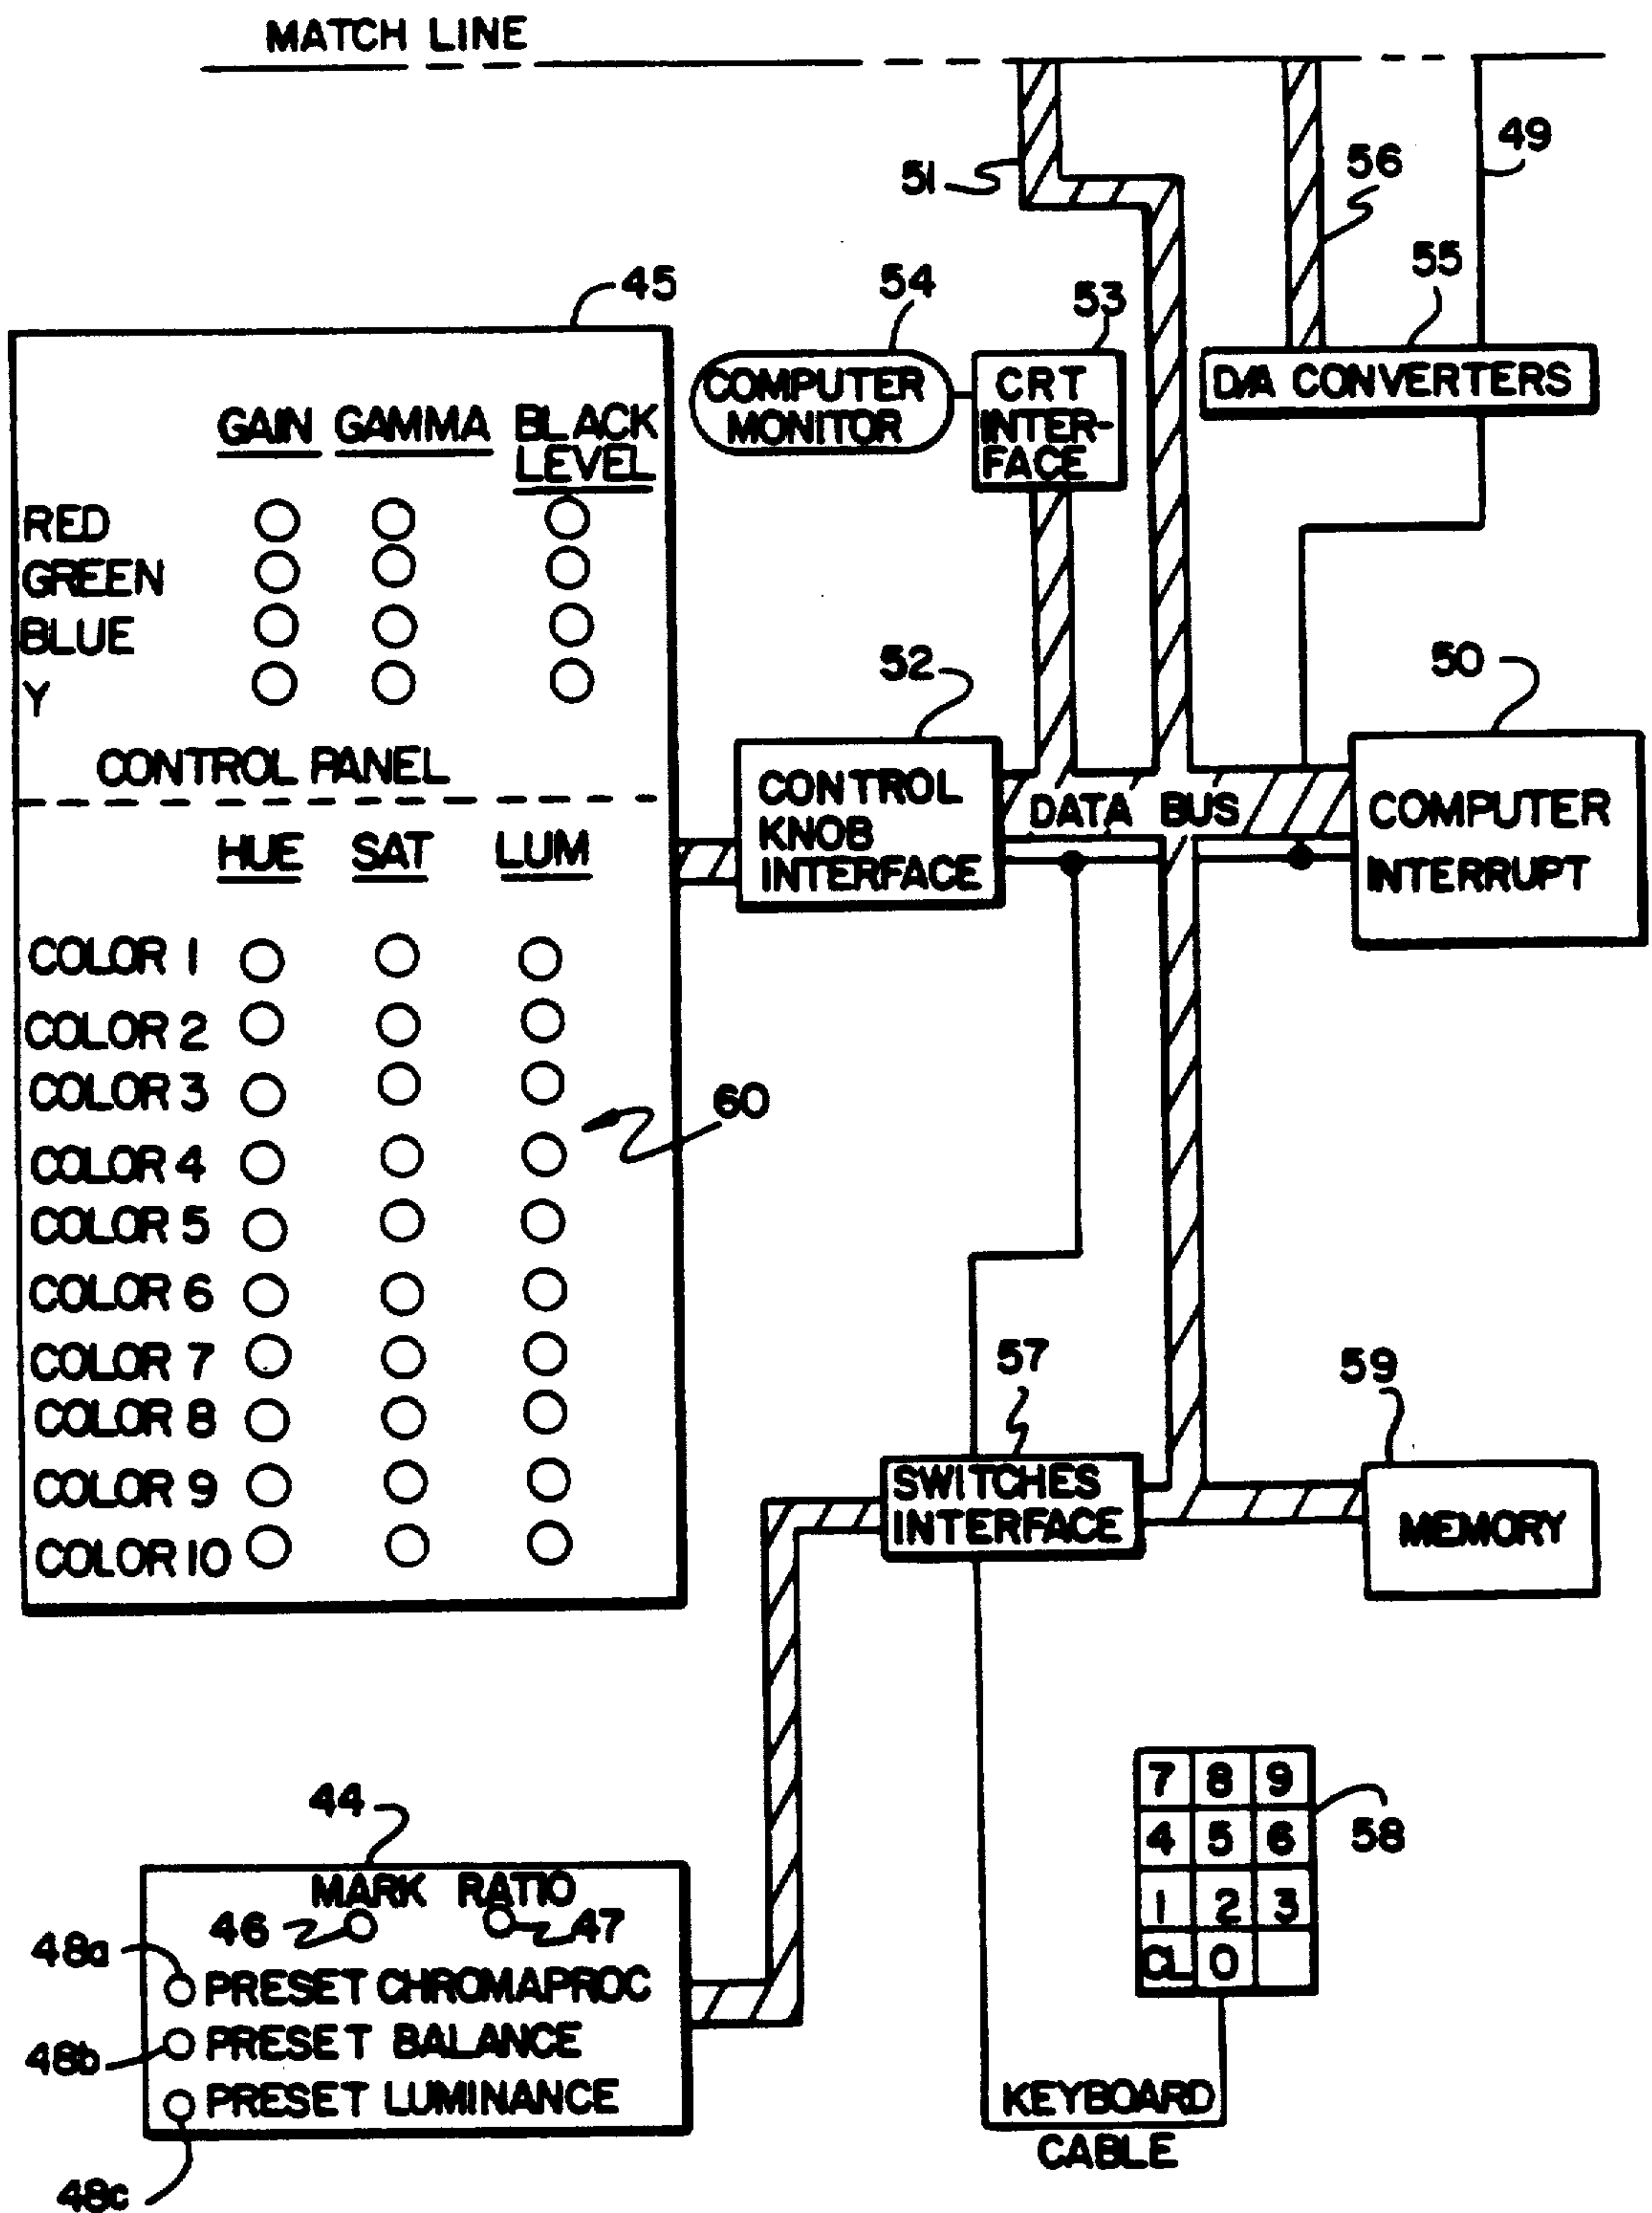 MATCH LINE
51
56
49
45
54
53
55
COMPUTER
MONITOR
CRT
INTER-
FACE
D/A CONVERTERS
GAIN GAMMA BLACK
LEVEL
RED
GREEN
BLUE
Y
CONTROL PANEL
52
50
CONTROL
KNOB
INTERFACE
DATA BUS
COMPUTER
INTERRUPT
HUE SAT LUM
COLOR 1
COLOR 2
COLOR 3
COLOR 4
COLOR 5
COLOR 6
COLOR 7
COLOR 8
COLOR 9
COLOR 10
60
57
59
SWITCHES
INTERFACE
MEMORY
44
MARK RATIO
46 47
48a
PRESET CHROMAPROC
48b
PRESET BALANCE
PRESET LUMINANCE
48c
7 8 9
4 5 6
1 2 3
CL 0
58
KEYBOARD
CABLE